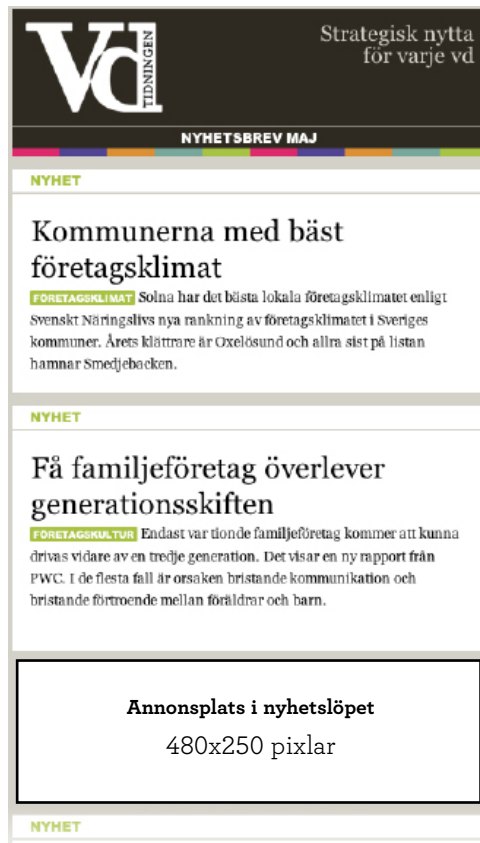 Vd
TIDNINGEN
Strategisk nytta
för varje vd
NYHETSBREV MAJ
NYHET
Kommunerna med bäst
företagsklimat
FÖRETAGSKLIMAT Solna har det bästa lokala företagsklimatet enligt
Svenskt Näringslivs nya rankning av företagsklimatet i Sveriges
kommuner. Årets klättrare är Oxelösund och allra sist på listan
hamnar Smedjebacken.
NYHET
Få familjeföretag överlever
generationsskiften
FÖRETAGSKULTUR Endast var tionde familjeföretag kommer att kunna
drivas vidare av en tredje generation. Det visar en ny rapport från
PWC. I de flesta fall är orsaken bristande kommunikation och
bristande förtroende mellan föräldrar och barn.
Annonsplats i nyhetslöpet
480x250 pixlar
NYHET